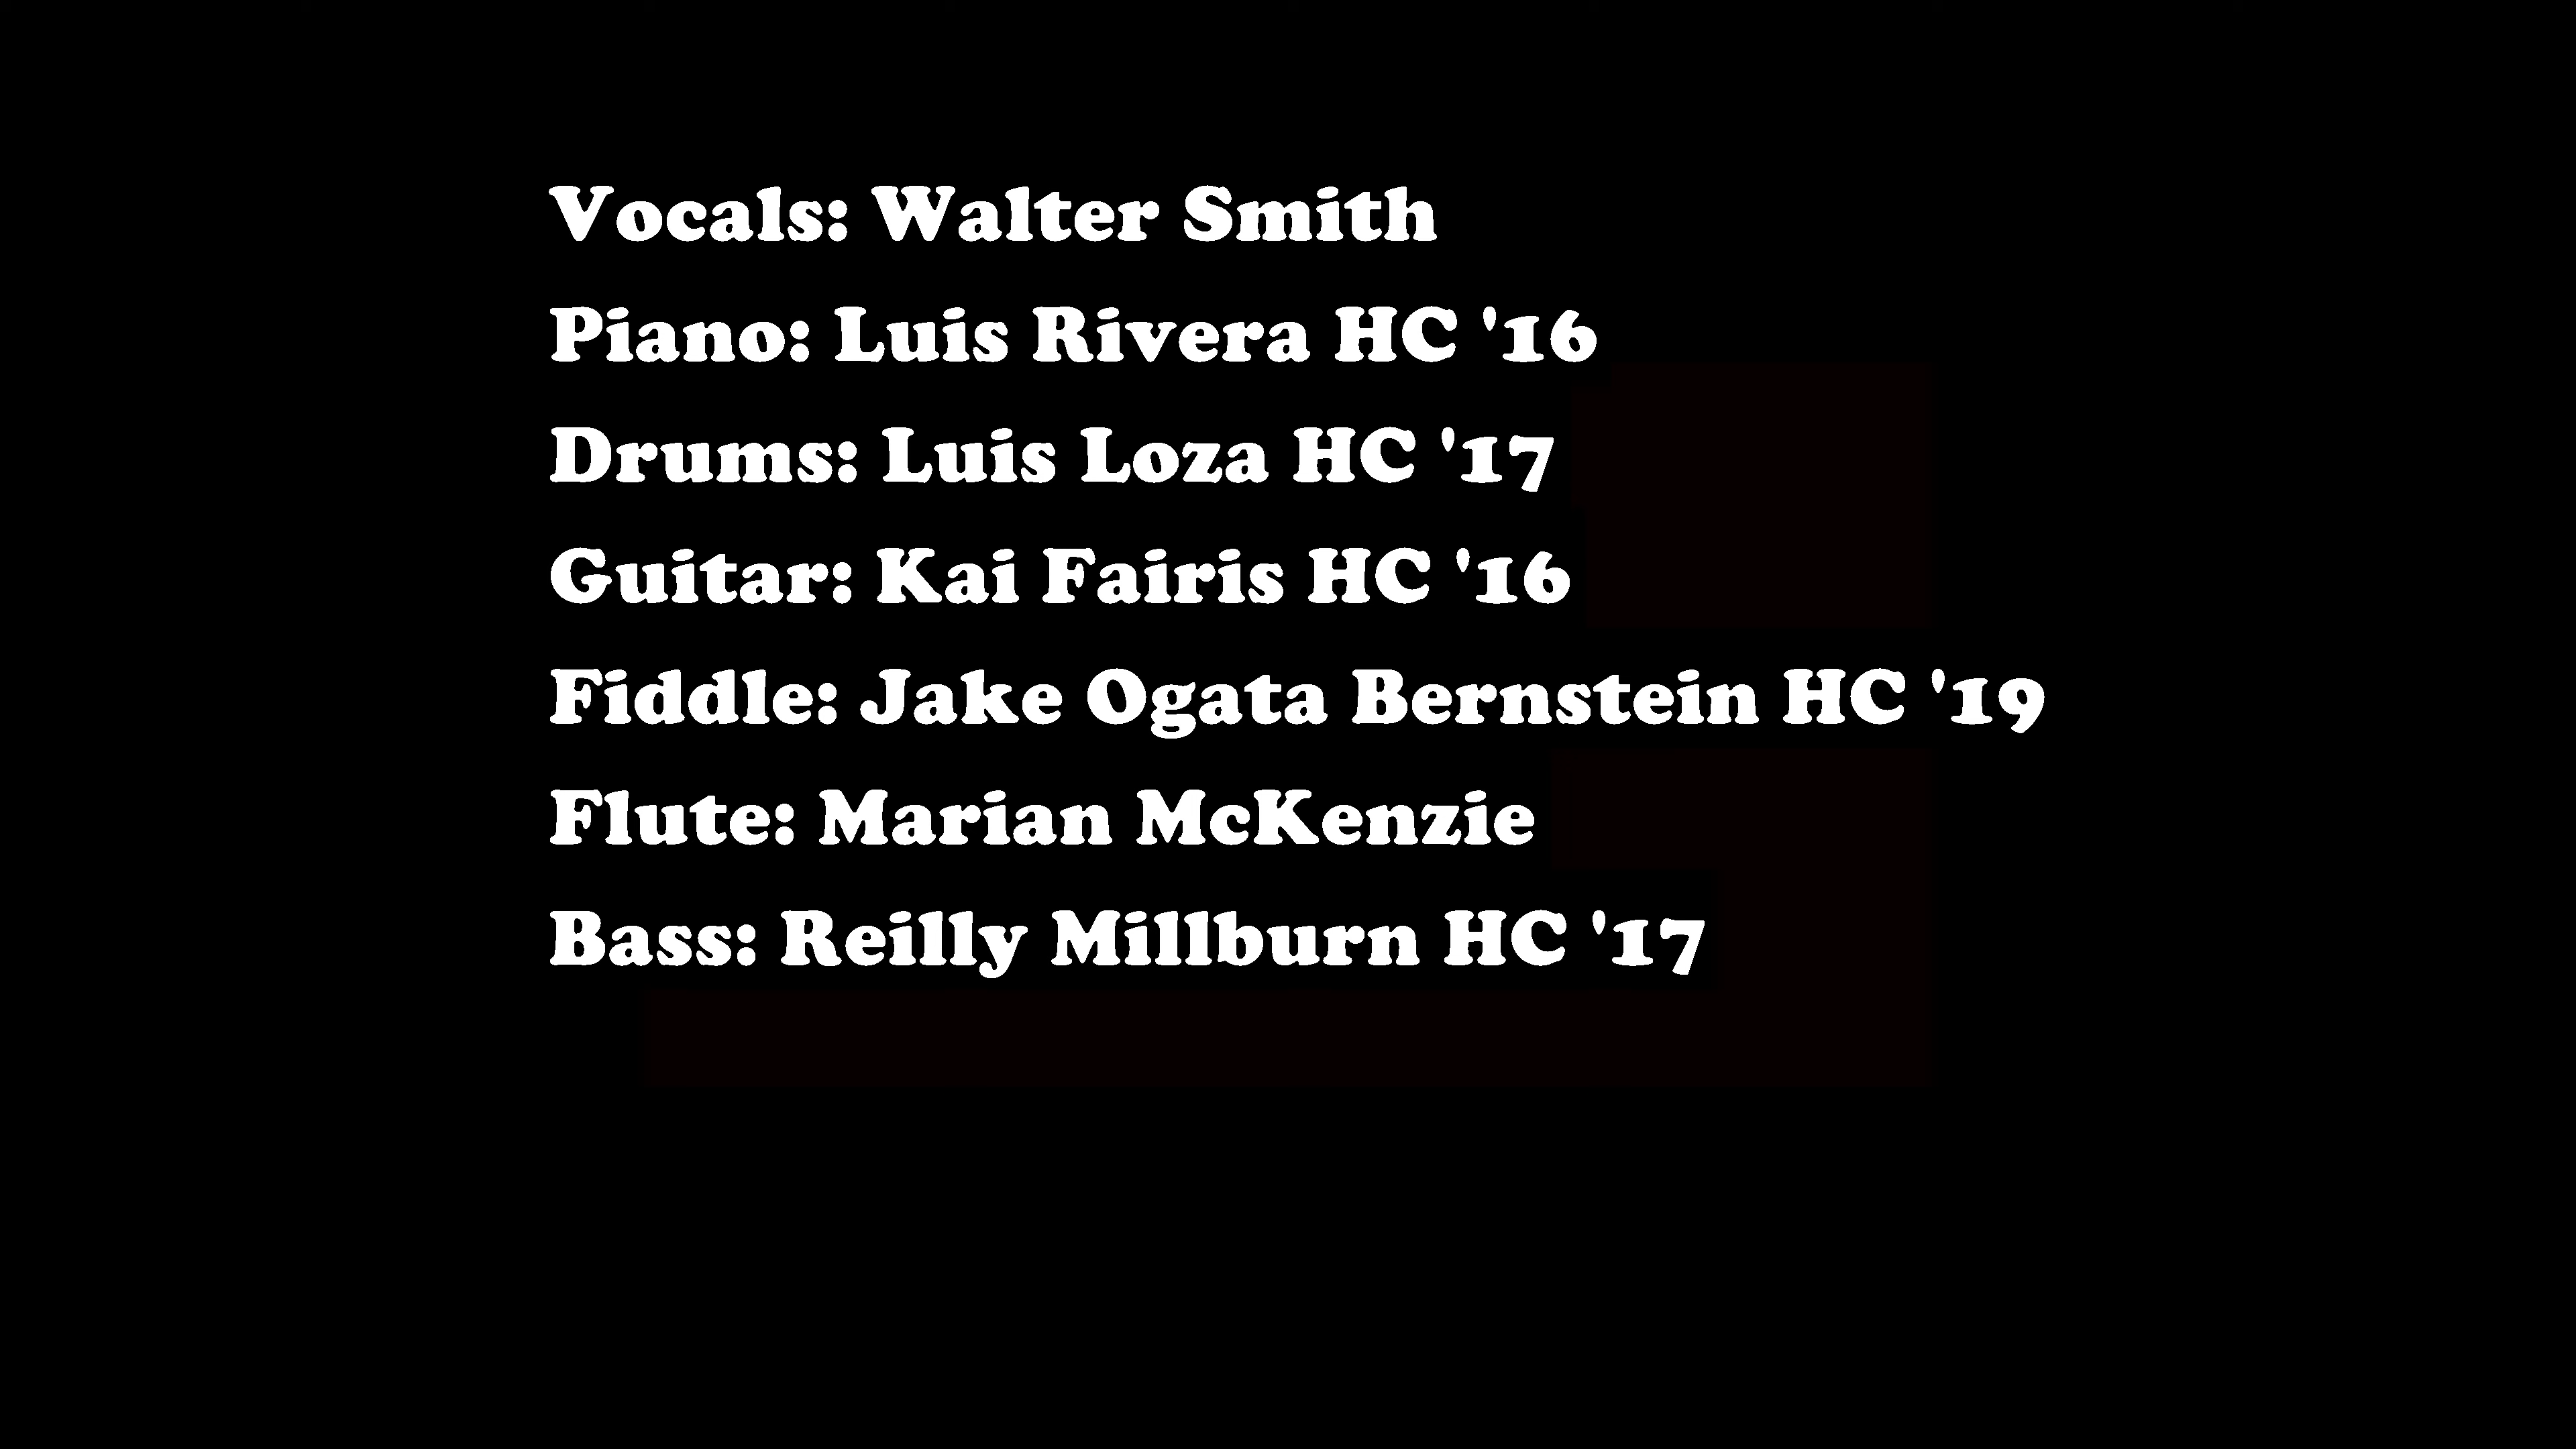 Vocals: Walter Smith
Piano: Luis Rivera HC '16
Drums: Luis Loza HC '17
Guitar: Kai Fairis HC '16
Fiddle: Jake Ogata Bernstein HC '19
Flute: Marian McKenzie
Bass: Reilly Millburn HC '17